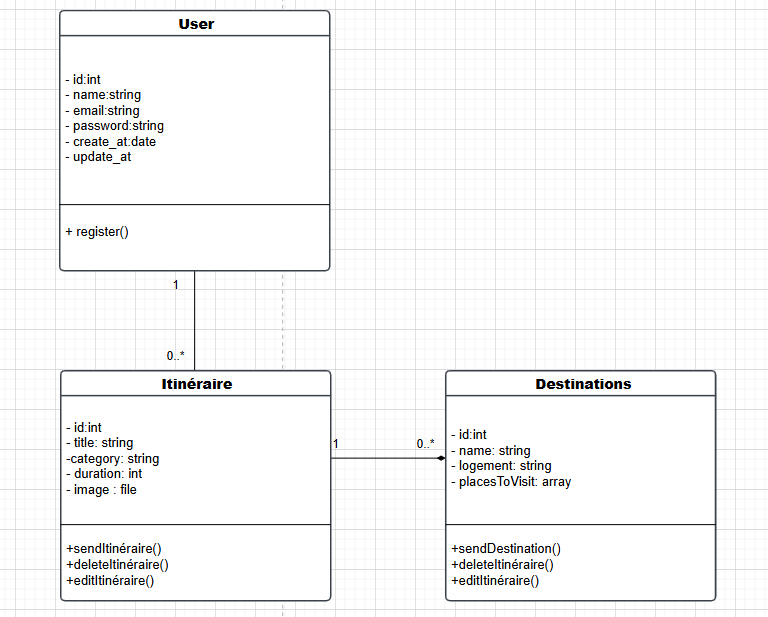 User
- id:int
- name:string
- email:string
- password:string
- create_at:date
- update_at
+ register()
1
0..*
Itinéraire
- id:int
- title: string
-category: string
- duration: int
- image : file
+sendItinéraire()
+deleteItinéraire()
+editItinéraire()
1
0..*
Destinations
- id:int
- name: string
- logement: string
- placesToVisit: array
+sendDestination()
+deleteItinéraire()
+editItinéraire()